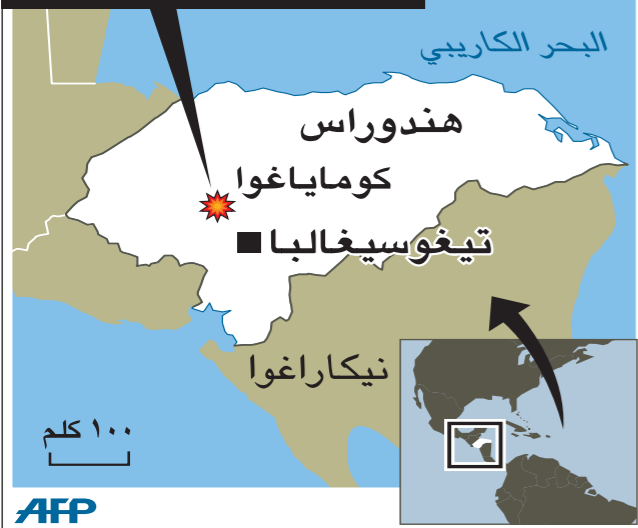 البحر الكاريبي
هندوراس
كوماياغوا
تيغوسيغالبا
نيكاراغوا
١٠٠ كلم
AFP